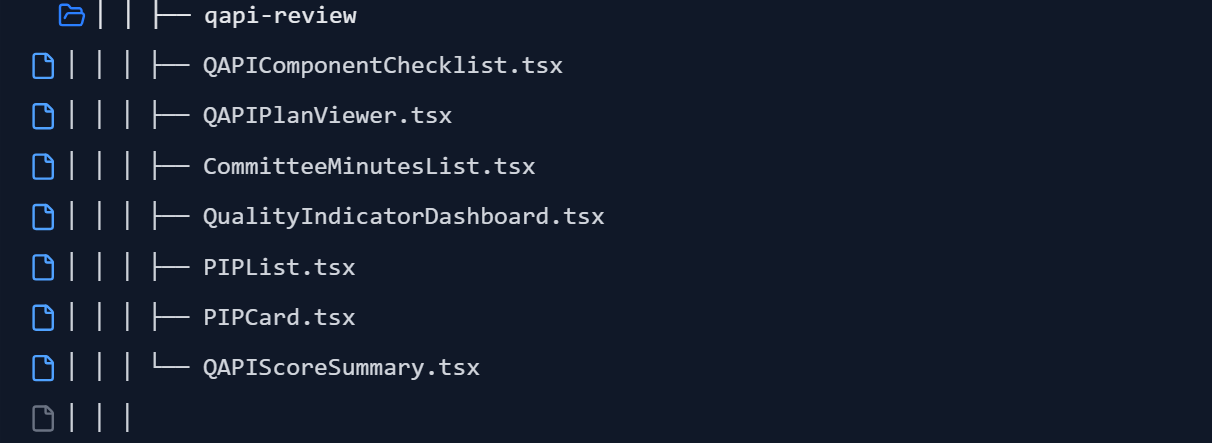 │ │ ├── qapi-review
│ │ │ ├── QAPIComponentChecklist.tsx
│ │ │ ├── QAPIPlanViewer.tsx
│ │ │ ├── CommitteeMinutesList.tsx
│ │ │ ├── QualityIndicatorDashboard.tsx
│ │ │ ├── PIPList.tsx
│ │ │ ├── PIPCard.tsx
│ │ │ └── QAPIScoreSummary.tsx
│ │ │